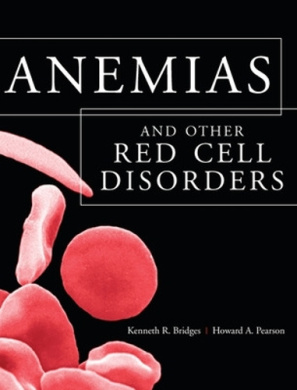 ANEMIAS
AND OTHER
RED CELL
DISORDERS
Kenneth R. Bridges | Howard A. Pearson